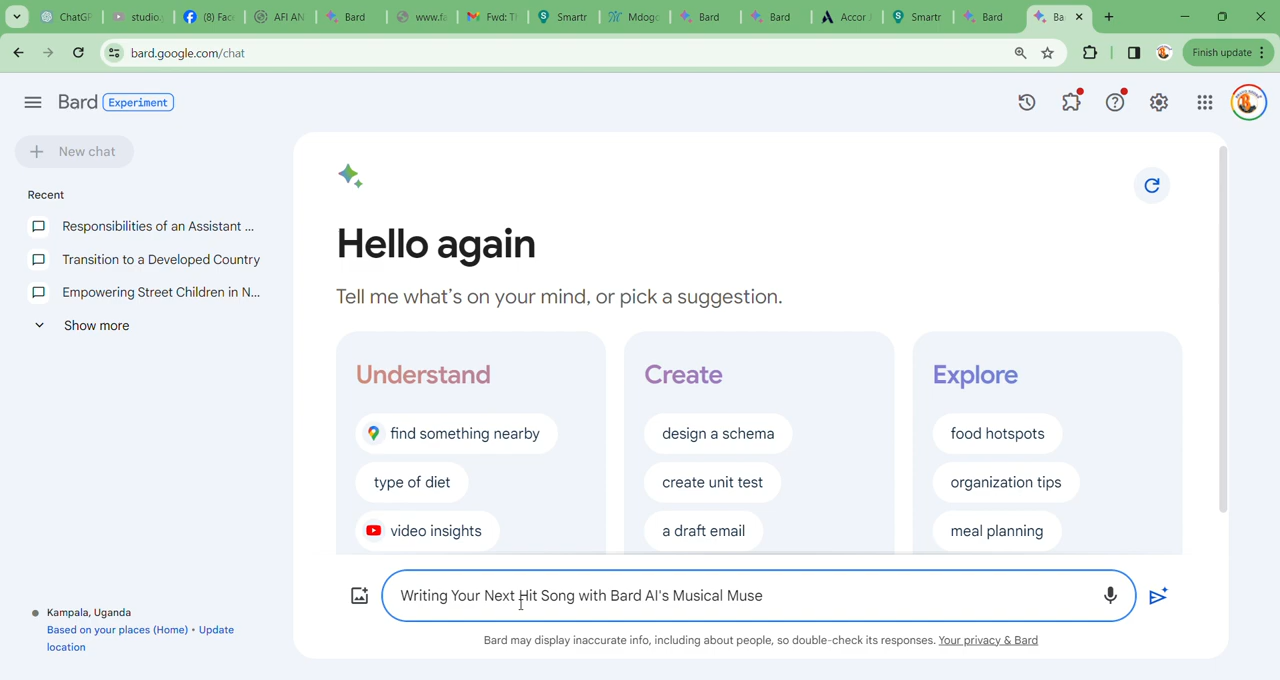 ChatGP
studio.
(8) Fac
AFI AN
Bard
www.fa
Fwd: T
Smartr
Mdogo
Bard
Bard
Accor
Smartr
Bard
Ba
bard.google.com/chat
Finish update
Bard Experiment
New chat
Recent
Responsibilities of an Assistant ...
Transition to a Developed Country
Empowering Street Children in N...
Show more
Hello again
Tell me what's on your mind, or pick a suggestion.
Understand
find something nearby
type of diet
video insights
Create
design a schema
create unit test
a draft email
Explore
food hotspots
organization tips
meal planning
Writing Your Next Hit Song with Bard AI's Musical Muse
Bard may display inaccurate info, including about people, so double-check its responses. Your privacy & Bard
Kampala, Uganda
Based on your places (Home) • Update
location